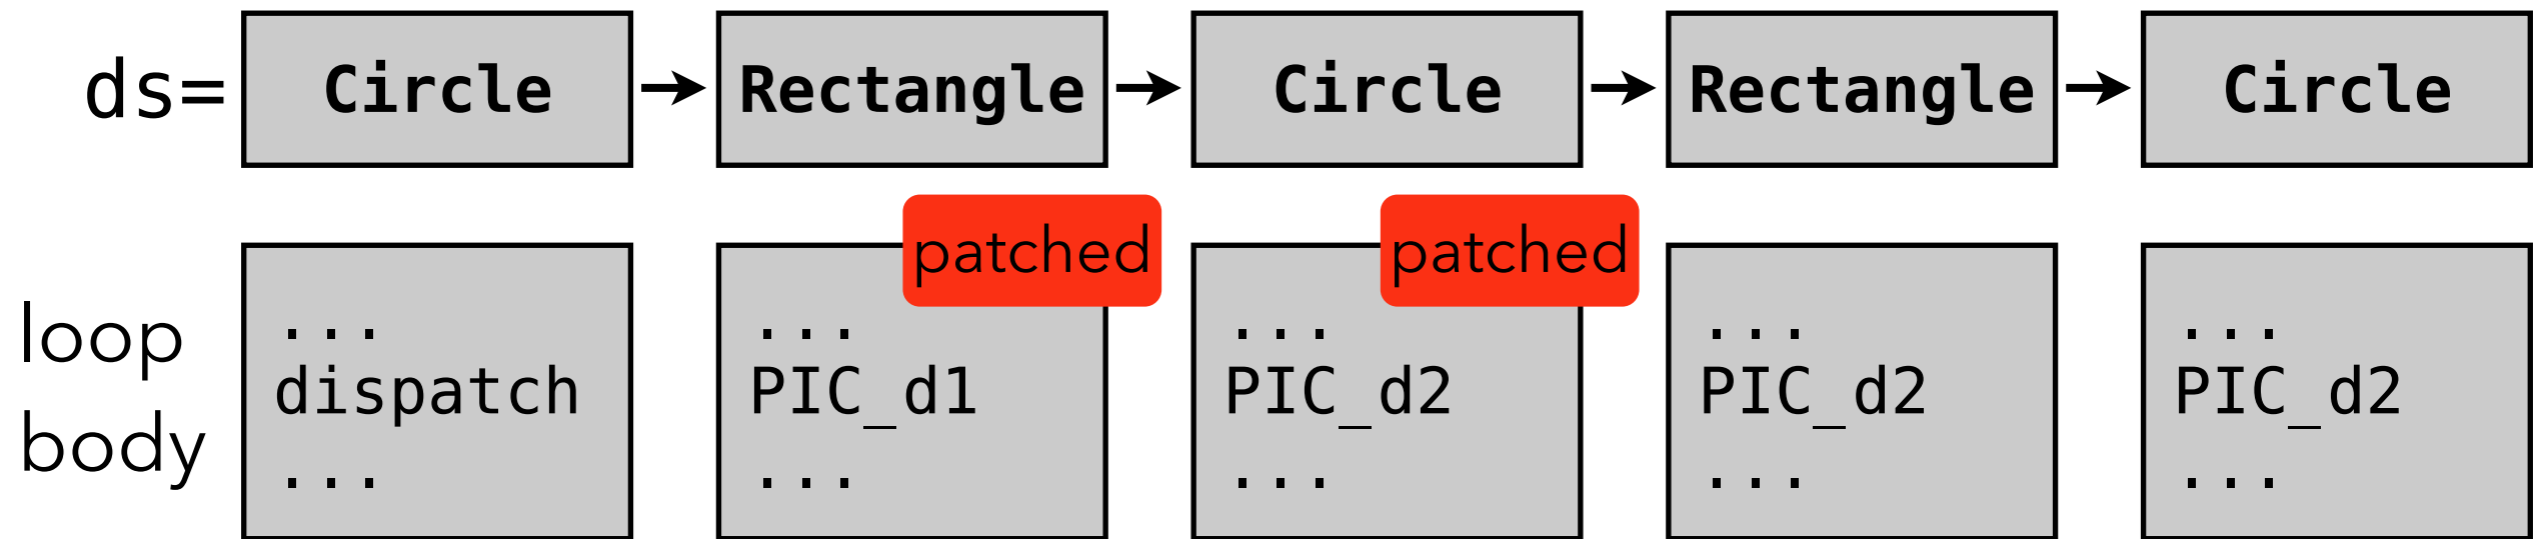 ds= Circle Rectangle Circle Rectangle Circle
patched patched
loop body
...
dispatch
...
...
PIC_d1
...
...
PIC_d2
...
...
PIC_d2
...
...
PIC_d2
...